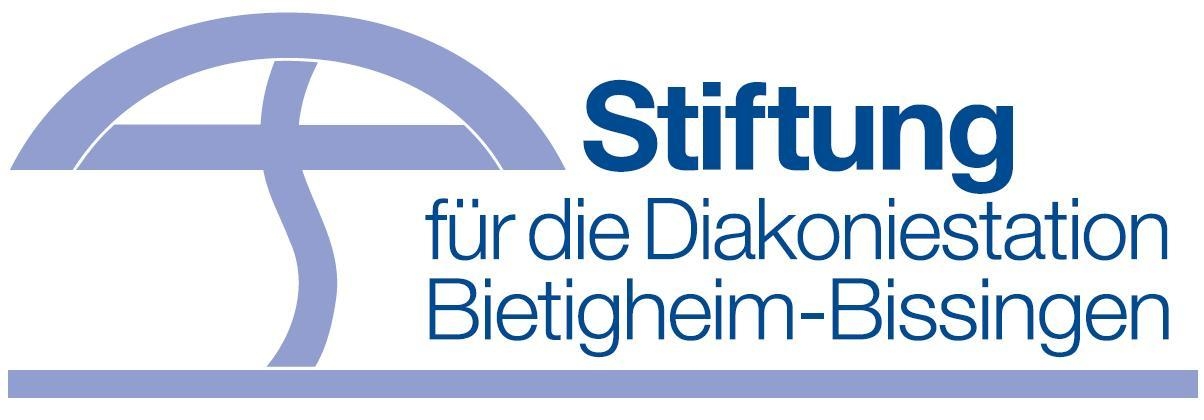 Stiftung
für die Diakoniestation
Bietigheim-Bissingen